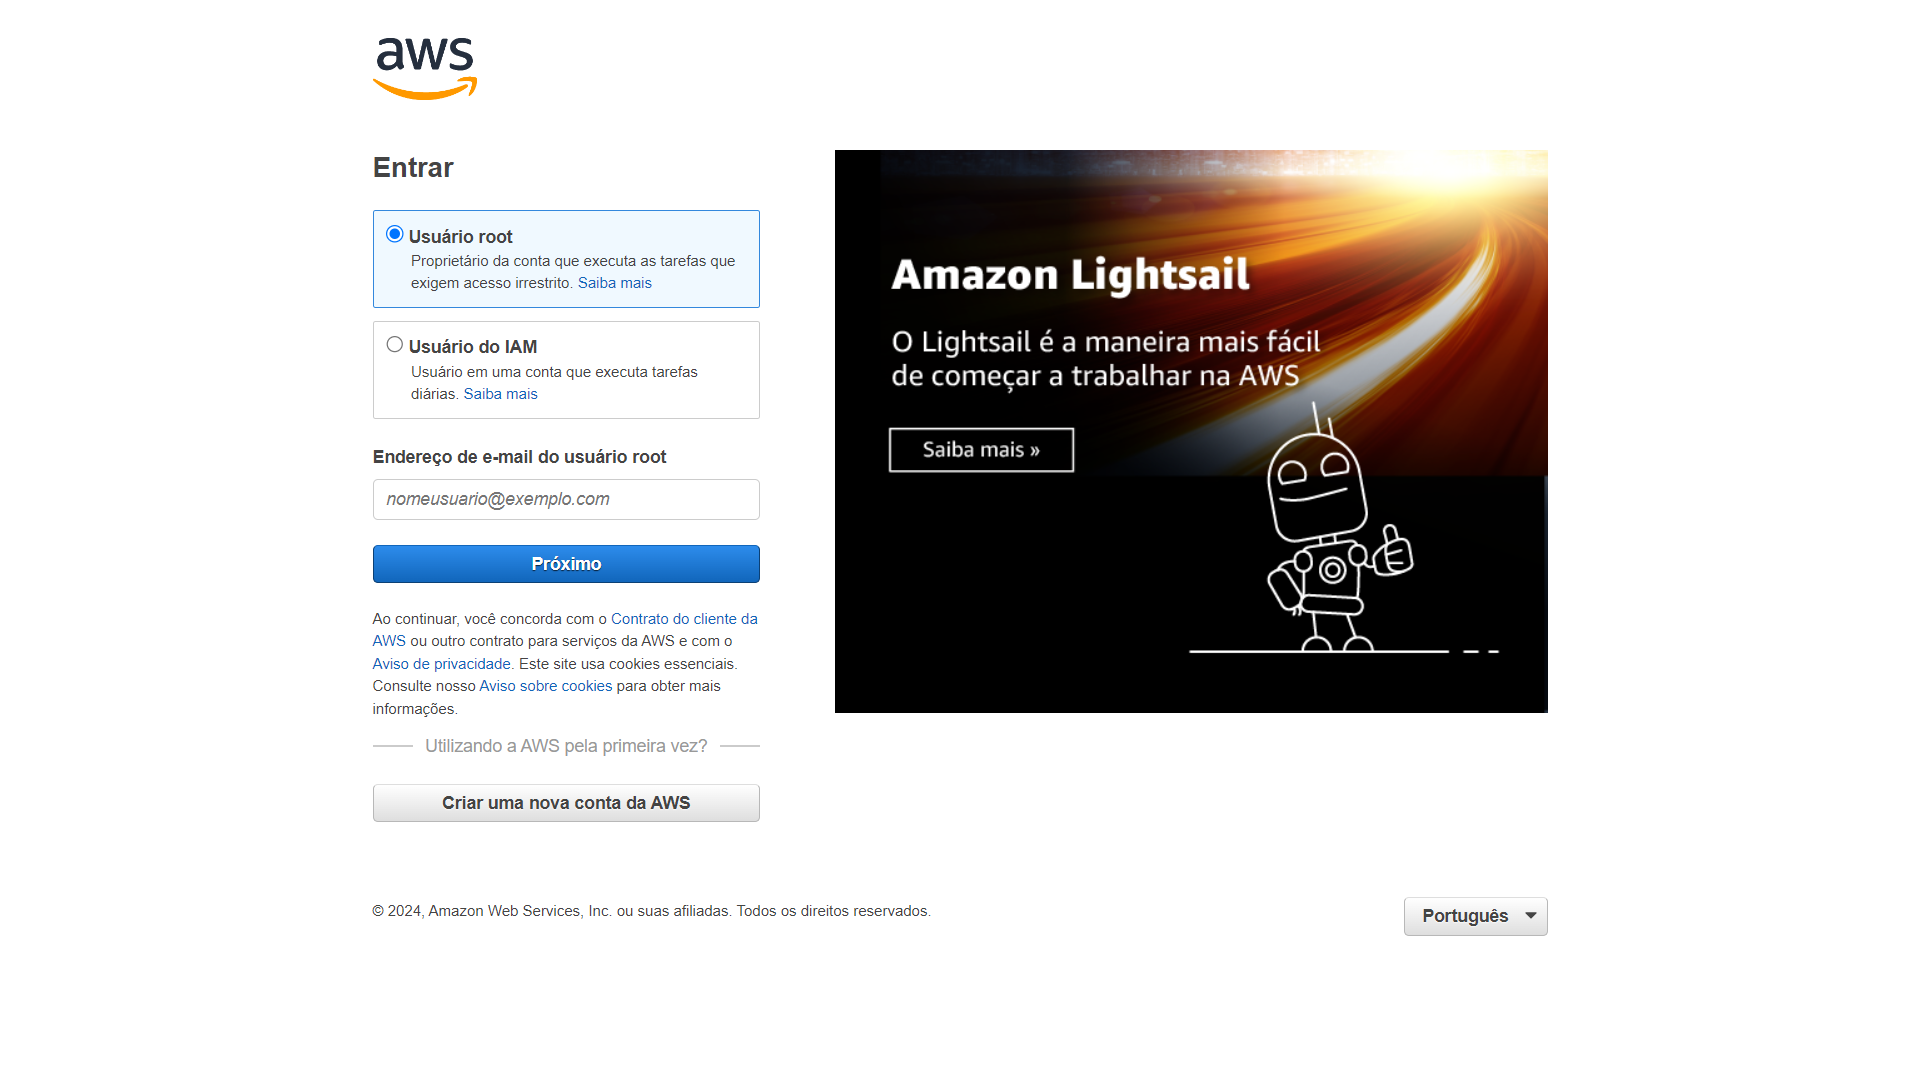 aws
Entrar
Usuário root
Proprietário da conta que executa as tarefas que
exigem acesso irrestrito. Saiba mais
Usuário do IAM
Usuário em uma conta que executa tarefas
diárias. Saiba mais
Endereço de e-mail do usuário root
nomeusuario@exemplo.com
Próximo
Ao continuar, você concorda com o Contrato do cliente da
AWS ou outro contrato para serviços da AWS e com o
Aviso de privacidade. Este site usa cookies essenciais.
Consulte nosso Aviso sobre cookies para obter mais
informações.
Utilizando a AWS pela primeira vez?
Criar uma nova conta da AWS
Amazon Lightsail
O Lightsail é a maneira mais fácil
de começar a trabalhar na AWS
Saiba mais »
© 2024, Amazon Web Services, Inc. ou suas afiliadas. Todos os direitos reservados.
Português